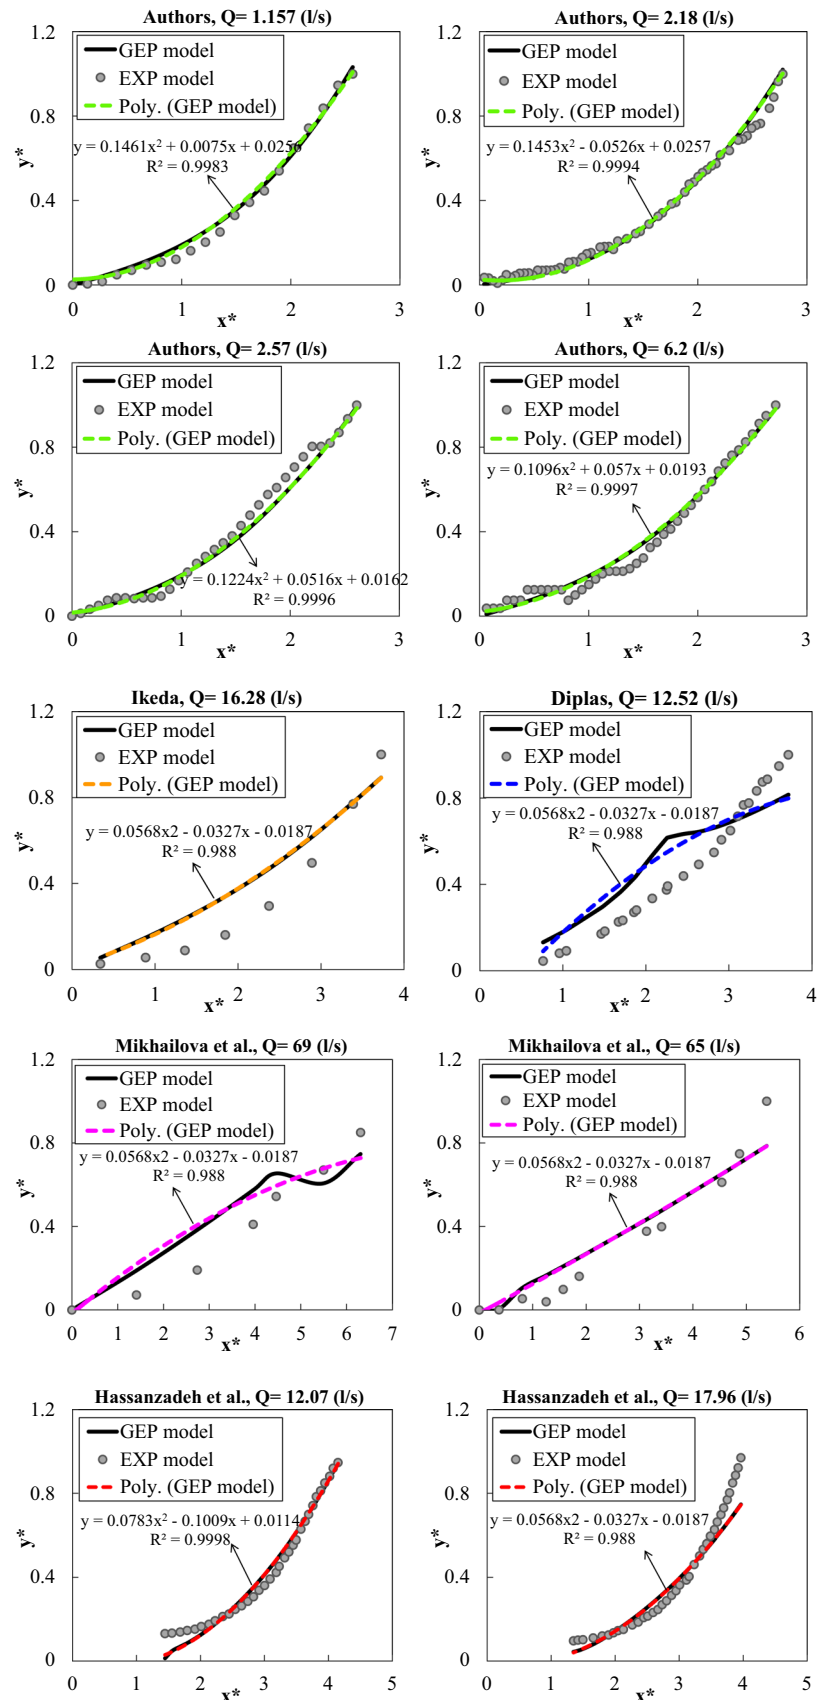 Authors, Q= 1.157 (l/s)
1.2
0.8
0.4
0
y*
GEP model
EXP model
Poly. (GEP model)
y = 0.1461x² + 0.0075x + 0.0256
R² = 0.9983
0 1 2 3
x*
Authors, Q= 2.18 (l/s)
1.2
0.8
0.4
0
y*
GEP model
EXP model
Poly. (GEP model)
y = 0.1453x² - 0.0526x + 0.0257
R² = 0.9994
0 1 2 3
x*
Authors, Q= 2.57 (l/s)
1.2
0.8
0.4
0
y*
GEP model
EXP model
Poly. (GEP model)
y = 0.1224x² + 0.0516x + 0.0162
R² = 0.9996
0 1 2 3
x*
Authors, Q= 6.2 (l/s)
1.2
0.8
0.4
0
y*
GEP model
EXP model
Poly. (GEP model)
y = 0.1096x² + 0.057x + 0.0193
R² = 0.9997
0 1 2 3
x*
Ikeda, Q= 16.28 (l/s)
1.2
0.8
0.4
0
y*
GEP model
EXP model
Poly. (GEP model)
y = 0.0568x2 - 0.0327x - 0.0187
R² = 0.988
0 1 2 3 4
x*
Diplas, Q= 12.52 (l/s)
1.2
0.8
0.4
0
y*
GEP model
EXP model
Poly. (GEP model)
y = 0.0568x2 - 0.0327x - 0.0187
R² = 0.988
0 1 2 3 4
x*
Mikhailova et al., Q= 69 (l/s)
1.2
0.8
0.4
0
y*
GEP model
EXP model
Poly. (GEP model)
y = 0.0568x2 - 0.0327x - 0.0187
R² = 0.988
0 1 2 3 4 5 6 7
x*
Mikhailova et al., Q= 65 (l/s)
1.2
0.8
0.4
0
y*
GEP model
EXP model
Poly. (GEP model)
y = 0.0568x2 - 0.0327x - 0.0187
R² = 0.988
0 1 2 3 4 5 6
x*
Hassanzadeh et al., Q= 12.07 (l/s)
1.2
0.8
0.4
0
y*
GEP model
EXP model
Poly. (GEP model)
y = 0.0783x² - 0.1009x + 0.0114
R² = 0.9998
0 1 2 3 4 5
x*
Hassanzadeh et al., Q= 17.96 (l/s)
1.2
0.8
0.4
0
y*
GEP model
EXP model
Poly. (GEP model)
y = 0.0568x2 - 0.0327x - 0.0187
R² = 0.988
0 1 2 3 4 5
x*